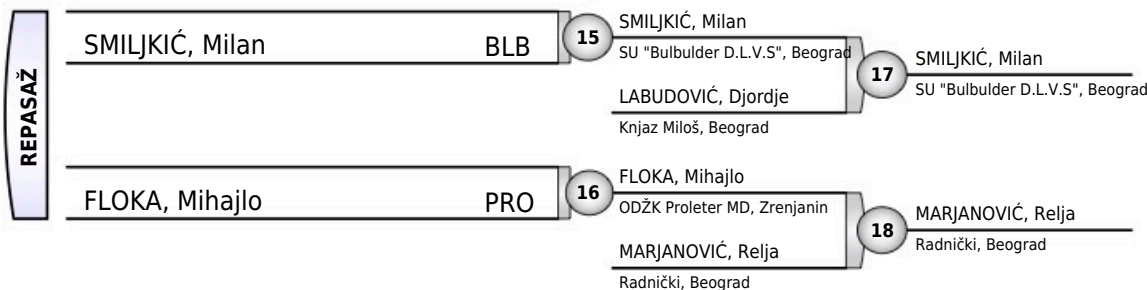 REPASAŽ
SMILJKIĆ, Milan BLB
15
SMILJKIĆ, Milan
SU "Bulbulder D.L.V.S", Beograd
LABUDOVIĆ, Djordje
Knjaz Miloš, Beograd
17
SMILJKIĆ, Milan
SU "Bulbulder D.L.V.S", Beograd
FLOKA, Mihajlo PRO
16
FLOKA, Mihajlo
ODŽK Proleter MD, Zrenjanin
MARJANOVIĆ, Relja
Radnički, Beograd
18
MARJANOVIĆ, Relja
Radnički, Beograd